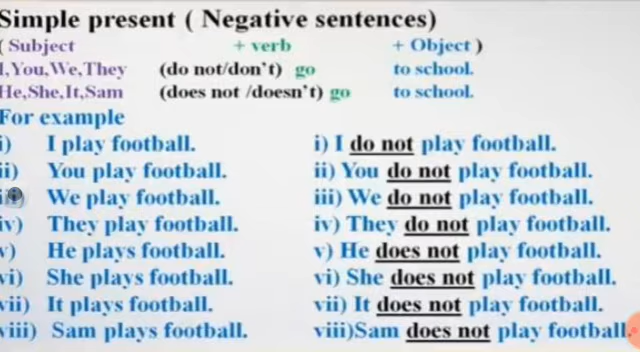 Simple present ( Negative sentences)
( Subject + verb + Object )
I,You,We,They (do not/don't) go to school.
He,She,It,Sam (does not /doesn't) go to school.
For example
i) I play football. i) I do not play football.
ii) You play football. ii) You do not play football.
We play football. iii) We do not play football.
iv) They play football. iv) They do not play football.
v) He plays football. v) He does not play football.
vi) She plays football. vi) She does not play football.
vii) It plays football. vii) It does not play football.
viii) Sam plays football. viii)Sam does not play football.